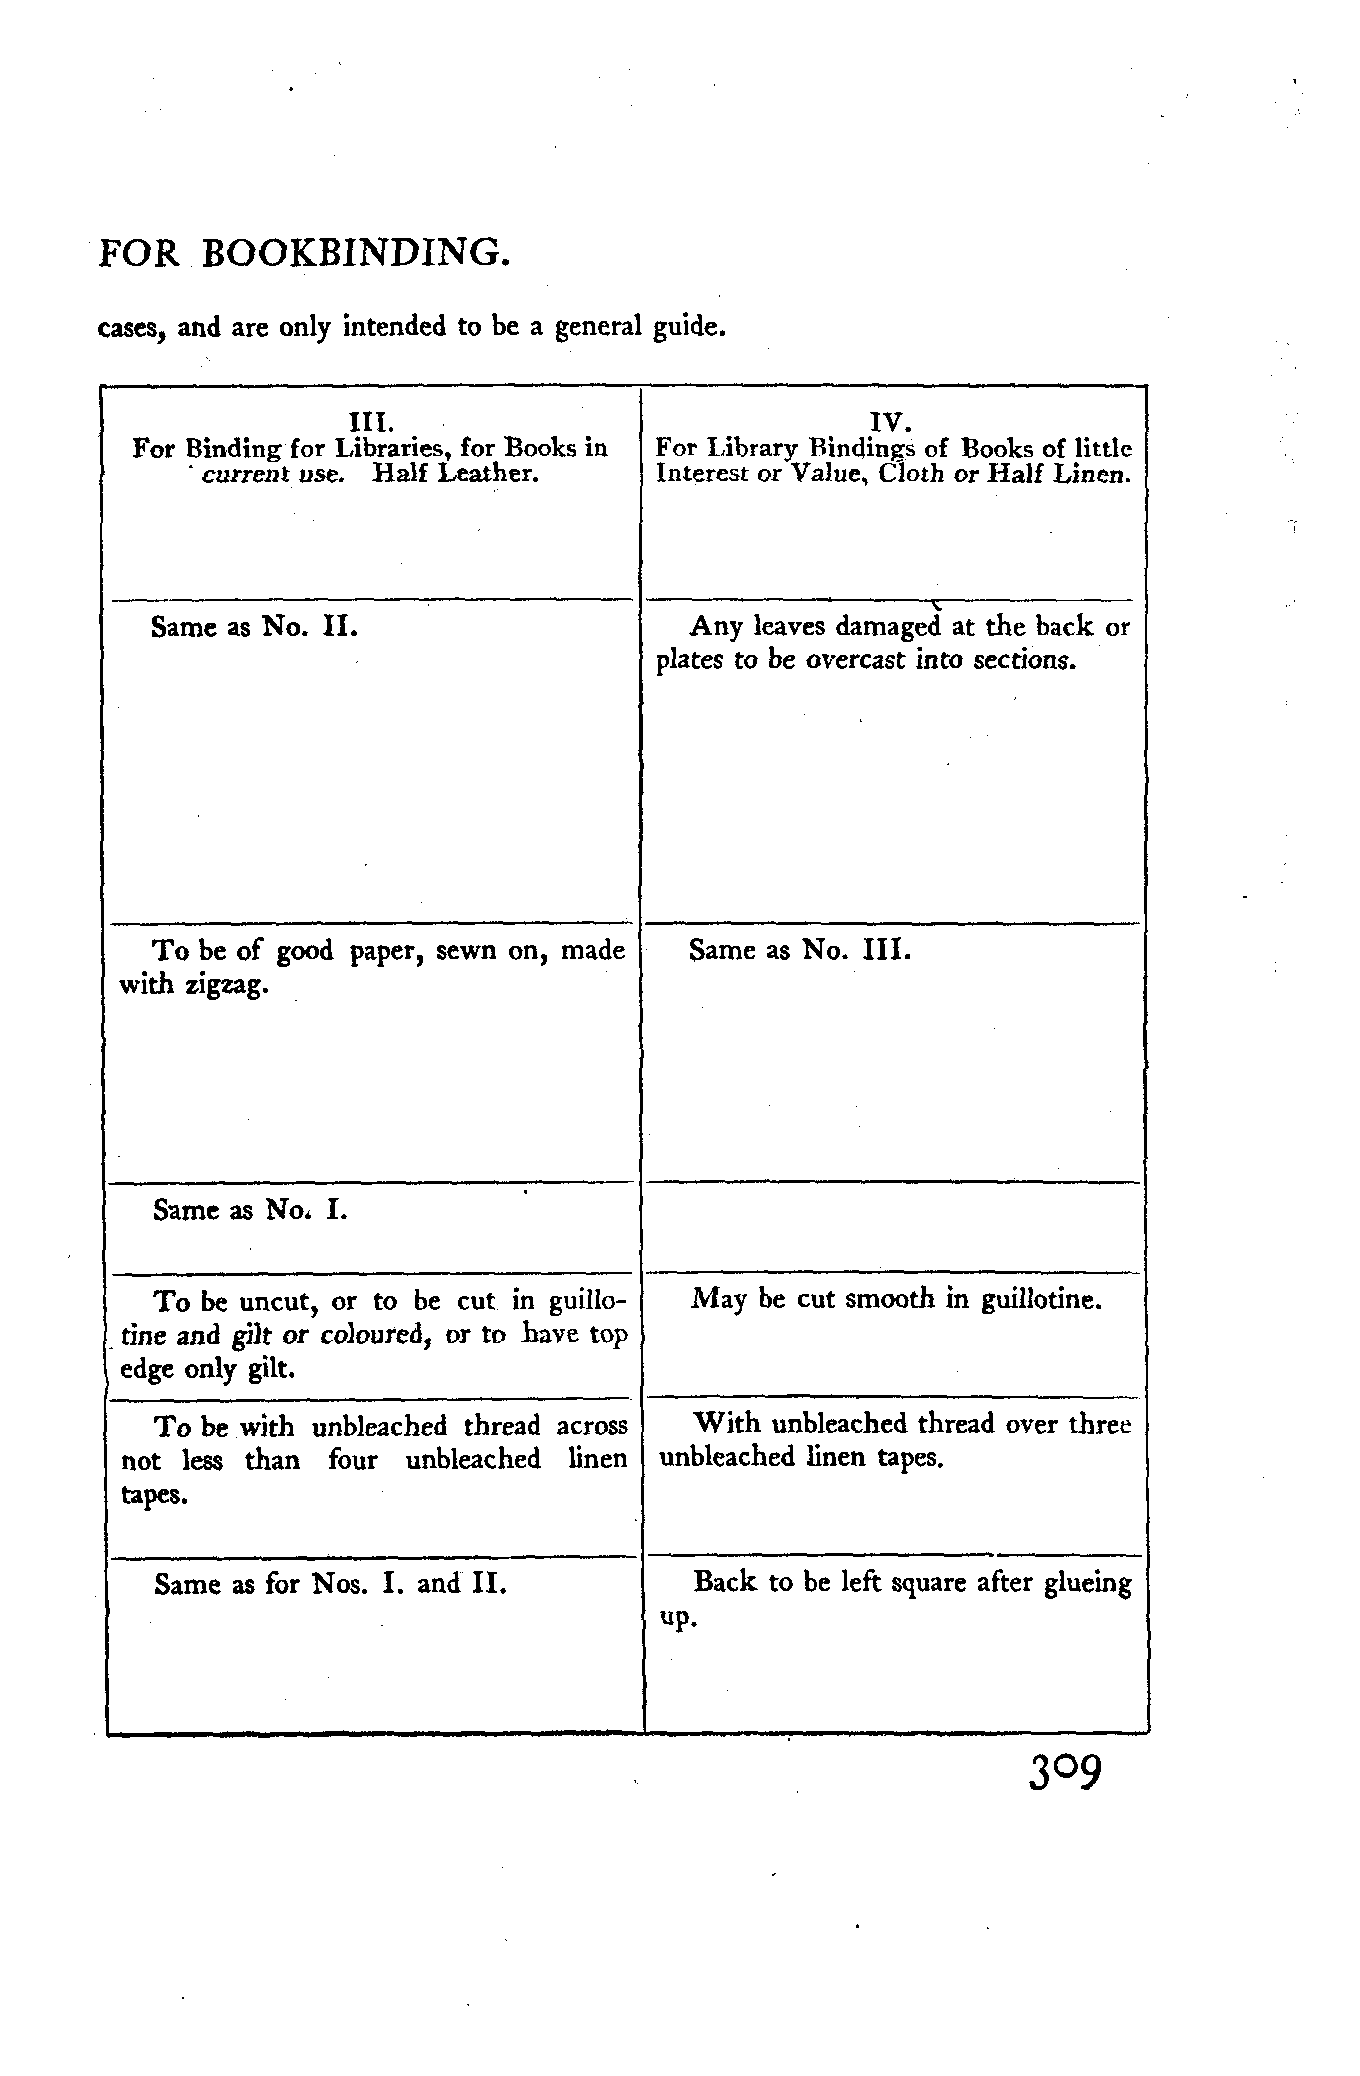 FOR BOOKBINDING.
cases, and are only intended to be a general guide.
III.
For Binding for Libraries, for Books in
current use. Half Leather.
IV.
For Library Bindings of Books of little
Interest or Value, Cloth or Half Linen.
Same as No. II.
Any leaves damaged at the back or
plates to be overcast into sections.
To be of good paper, sewn on, made
with zigzag.
Same as No. III.
Same as No. I.
To be uncut, or to be cut in guillo-
tine and gilt or coloured, or to have top
edge only gilt.
May be cut smooth in guillotine.
To be with unbleached thread across
not less than four unbleached linen
tapes.
With unbleached thread over three
unbleached linen tapes.
Same as for Nos. I. and II.
Back to be left square after glueing
up.
309